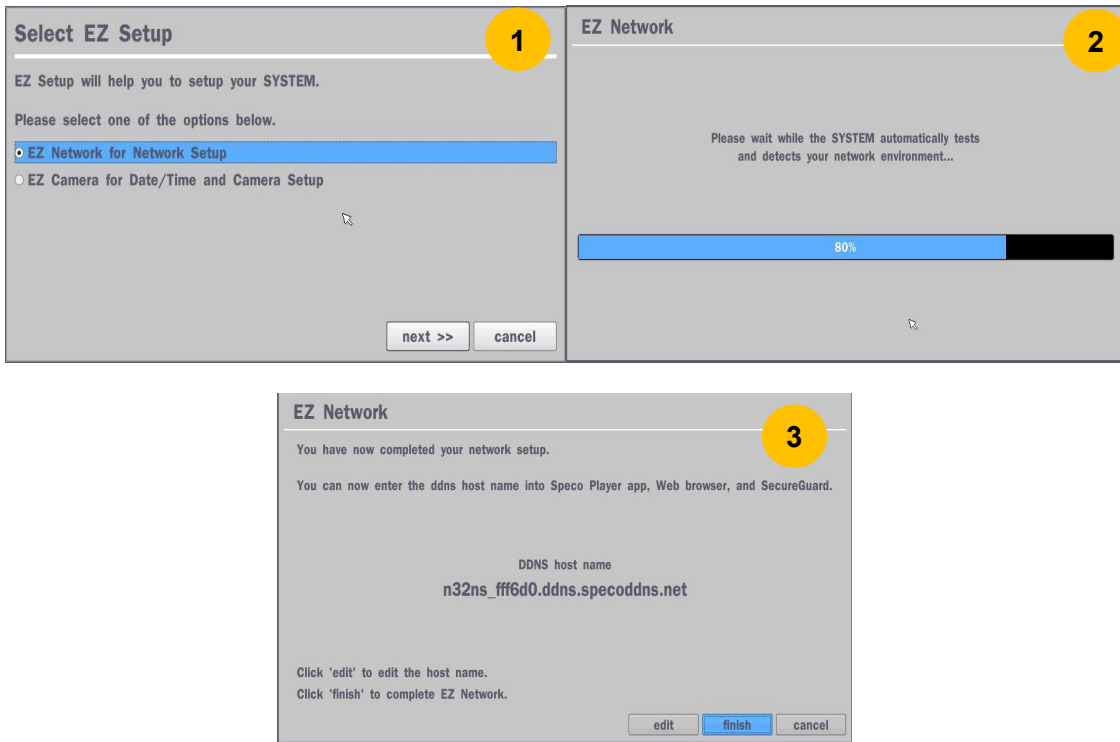 Select EZ Setup
1
EZ Setup will help you to setup your SYSTEM.
Please select one of the options below.
EZ Network for Network Setup
EZ Camera for Date/Time and Camera Setup
next >>
cancel
EZ Network
2
Please wait while the SYSTEM automatically tests
and detects your network environment...
80%
EZ Network
3
You have now completed your network setup.
You can now enter the ddns host name into Speco Player app, Web browser, and SecureGuard.
DDNS host name
n32ns_fff6d0.ddns.specoddns.net
Click 'edit' to edit the host name.
Click 'finish' to complete EZ Network.
edit
finish
cancel